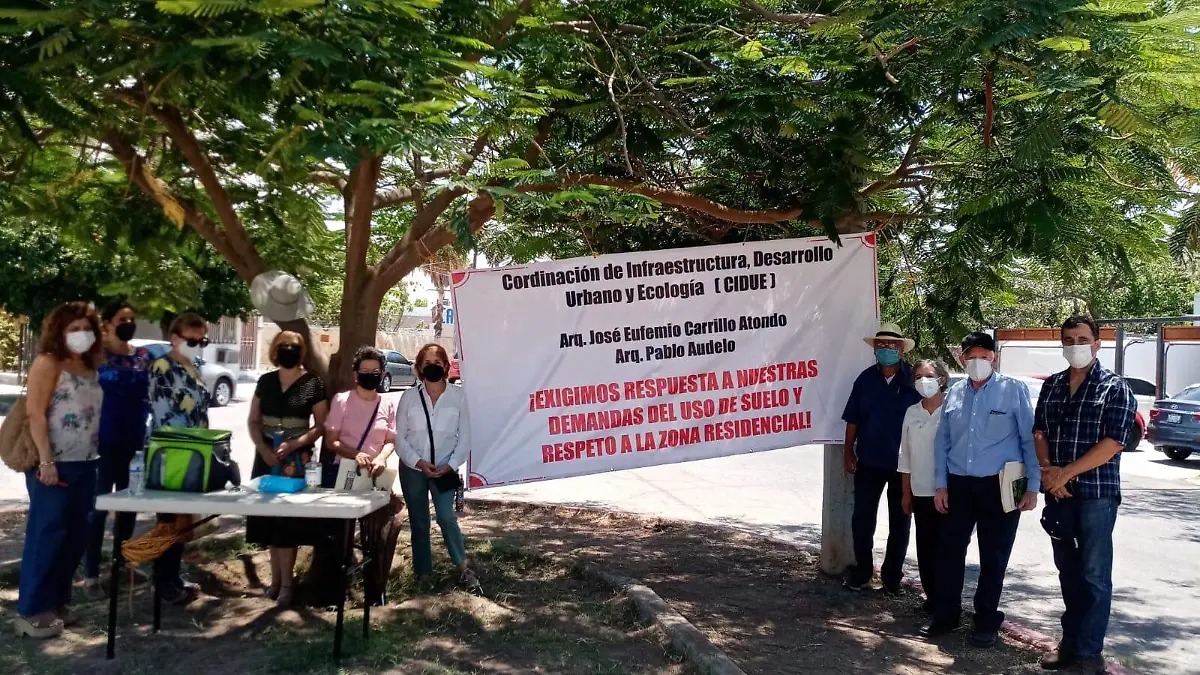 Cordinación de Infraestructura, Desarrollo
Urbano y Ecología [ CIDUE ]
Arq. José Eufemio Carrillo Atondo
Arq. Pablo Audelo
¡EXIGIMOS RESPUESTA A NUESTRAS
DEMANDAS DEL USO DE SUELO Y
RESPETO A LA ZONA RESIDENCIAL!